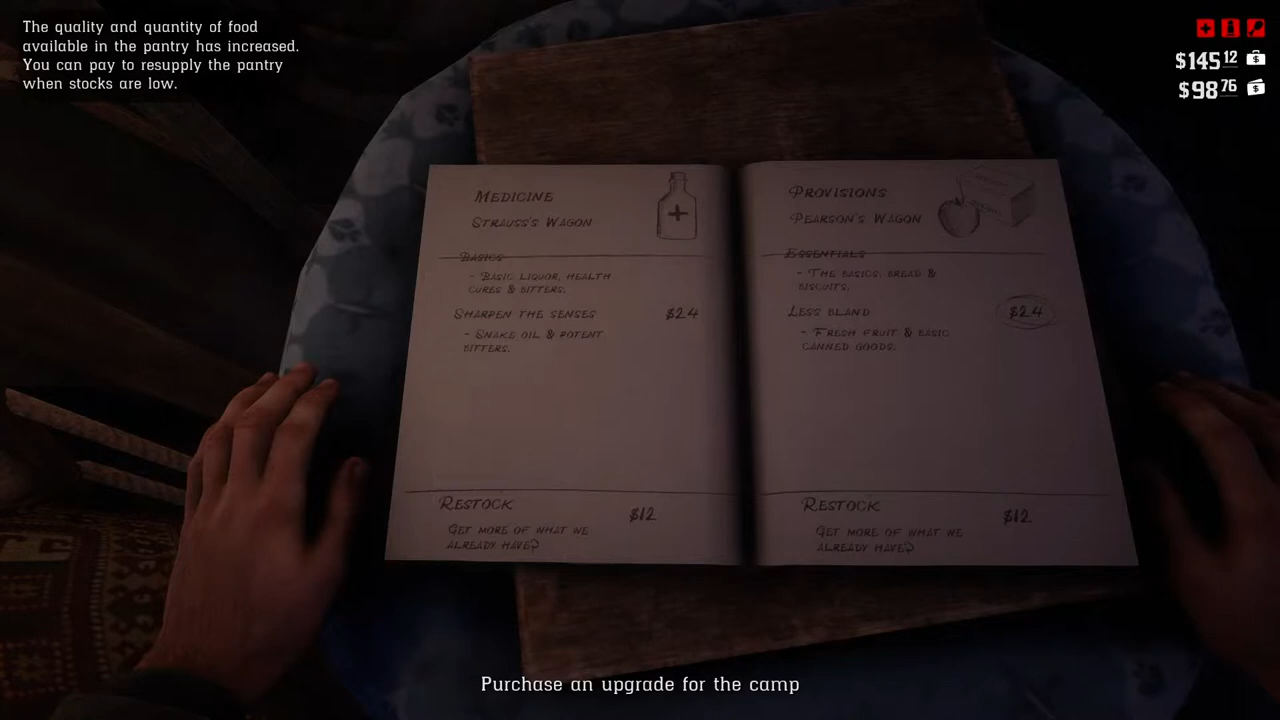 The quality and quantity of food
available in the pantry has increased.
You can pay to resupply the pantry
when stocks are low.
$145 12
$98 76
MEDICINE
STRAUSS'S WAGON
BASICS
- BASIC LIQUOR, HEALTH
CURES & BITTERS.
SHARPEN THE SENSES $24
- SNAKE OIL & POTENT
BITTERS.
RESTOCK $12
GET MORE OF WHAT WE
ALREADY HAVE?
PROVISIONS
PEARSON'S WAGON
ESSENTIALS
- THE BASICS, BREAD &
BISCUITS.
LESS BLAND $24
- FRESH FRUIT & BASIC
CANNED GOODS.
RESTOCK $12
GET MORE OF WHAT WE
ALREADY HAVE?
Purchase an upgrade for the camp